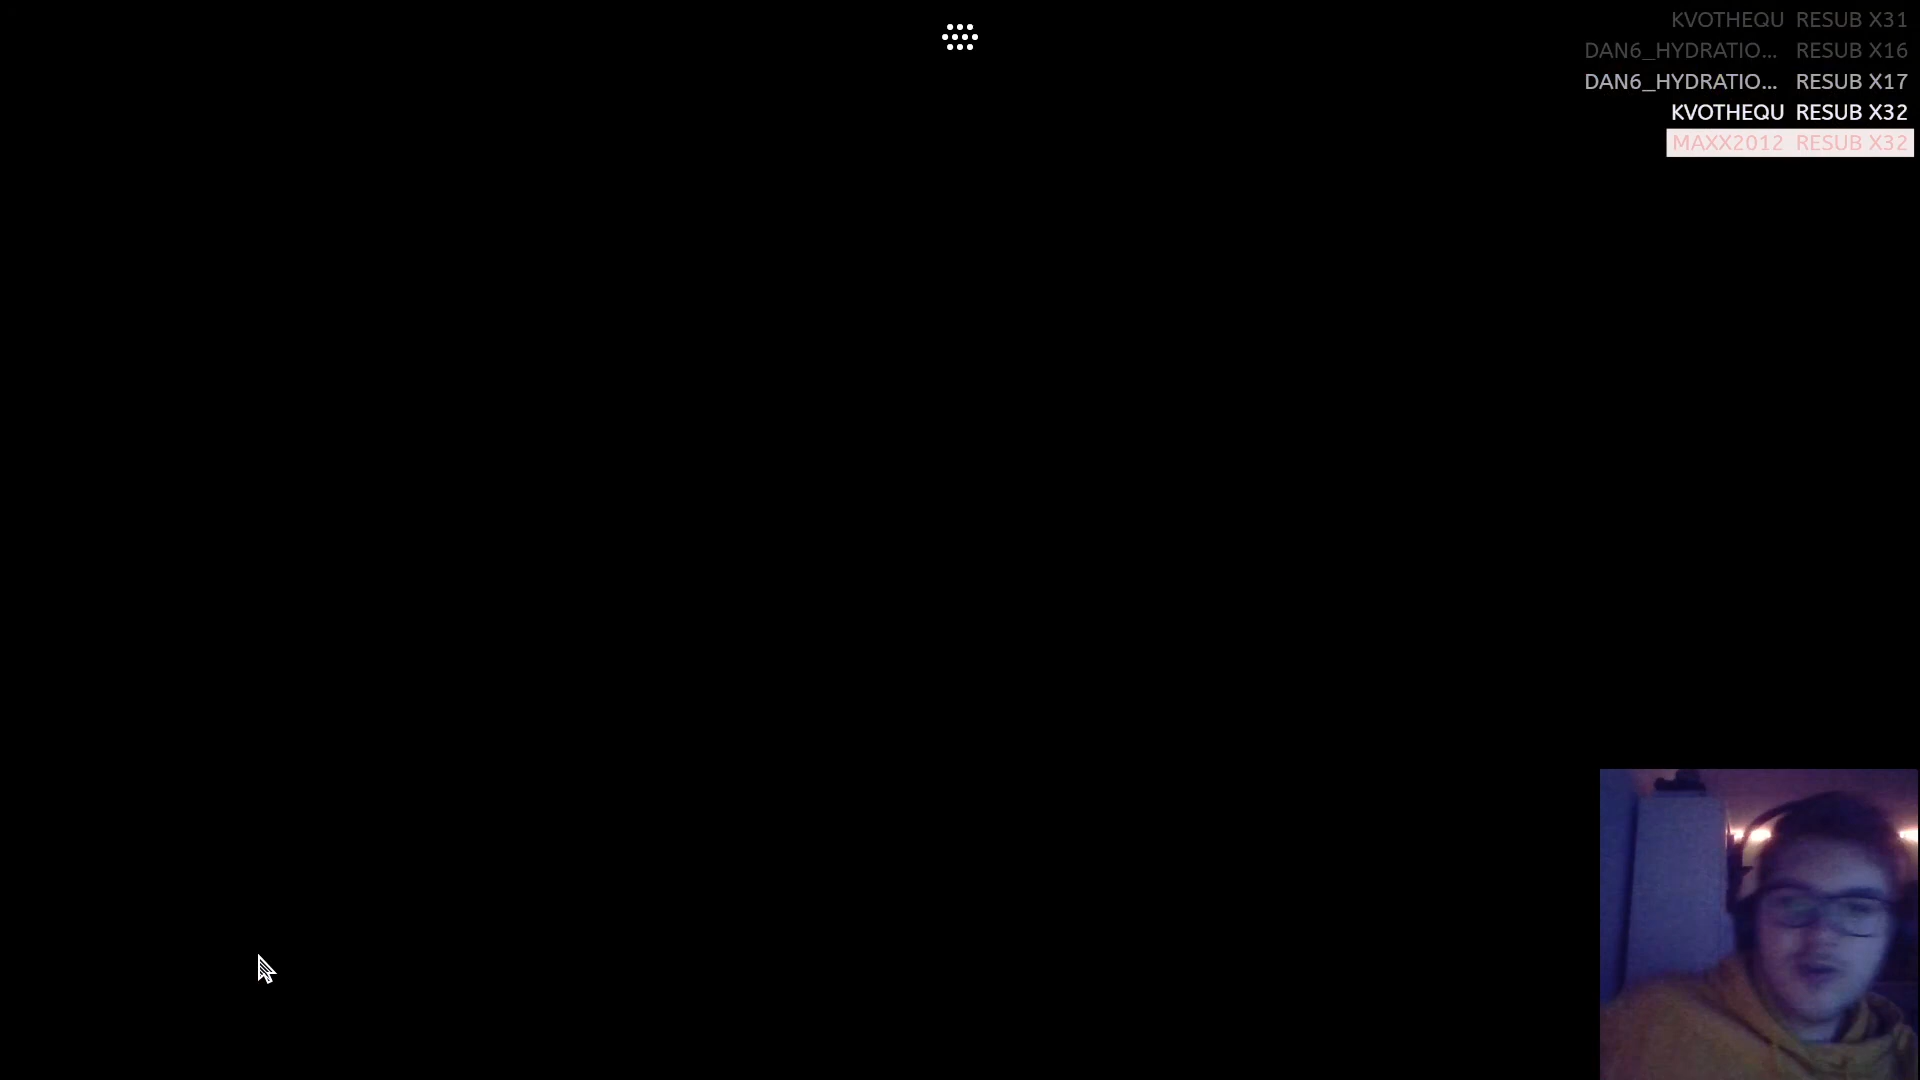 KVOTHEQU RESUB X31
DAN6_HYDRATIO... RESUB X16
DAN6_HYDRATIO... RESUB X17
KVOTHEQU RESUB X32
MAXX2012 RESUB X32